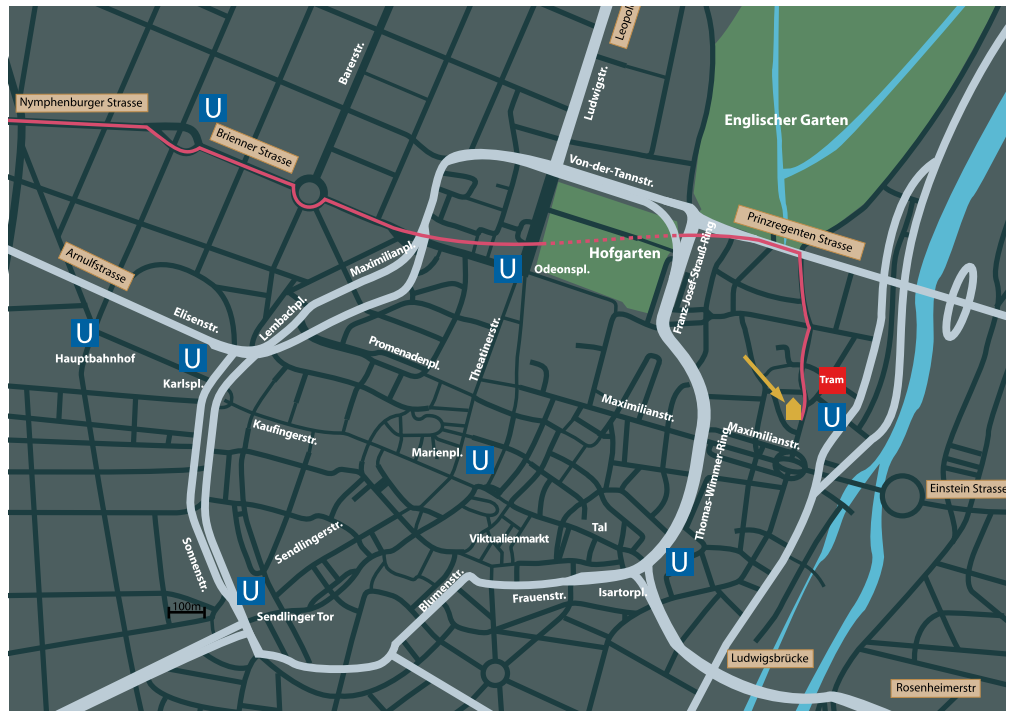 Leopol
Barerstr.
Ludwigstr.
Nymphenburger Strasse
U
Brienner Strasse
Englischer Garten
Von-der-Tannstr.
Prinzregenten Strasse
Arnulfstrasse
Maximilianpl.
Hofgarten
U
Odeonspl.
Franz-Josef-Strauß-Ring
Elisenstr.
Lembachpl.
U
Hauptbahnhof
U
Karlspl.
Promenadenpl.
Theatinerstr.
Tram
U
Maximilianstr.
Maximilianstr.
Kaufingerstr.
Marienpl.
U
Thomas-Wimmer-Ring
Einstein Strasse
Sendlingerstr.
Viktualienmarkt
Tal
U
Sonnenstr.
U
100m
Sendlinger Tor
Blumenstr.
Frauenstr.
Isartorpl.
Ludwigsbrücke
Rosenheimerstr